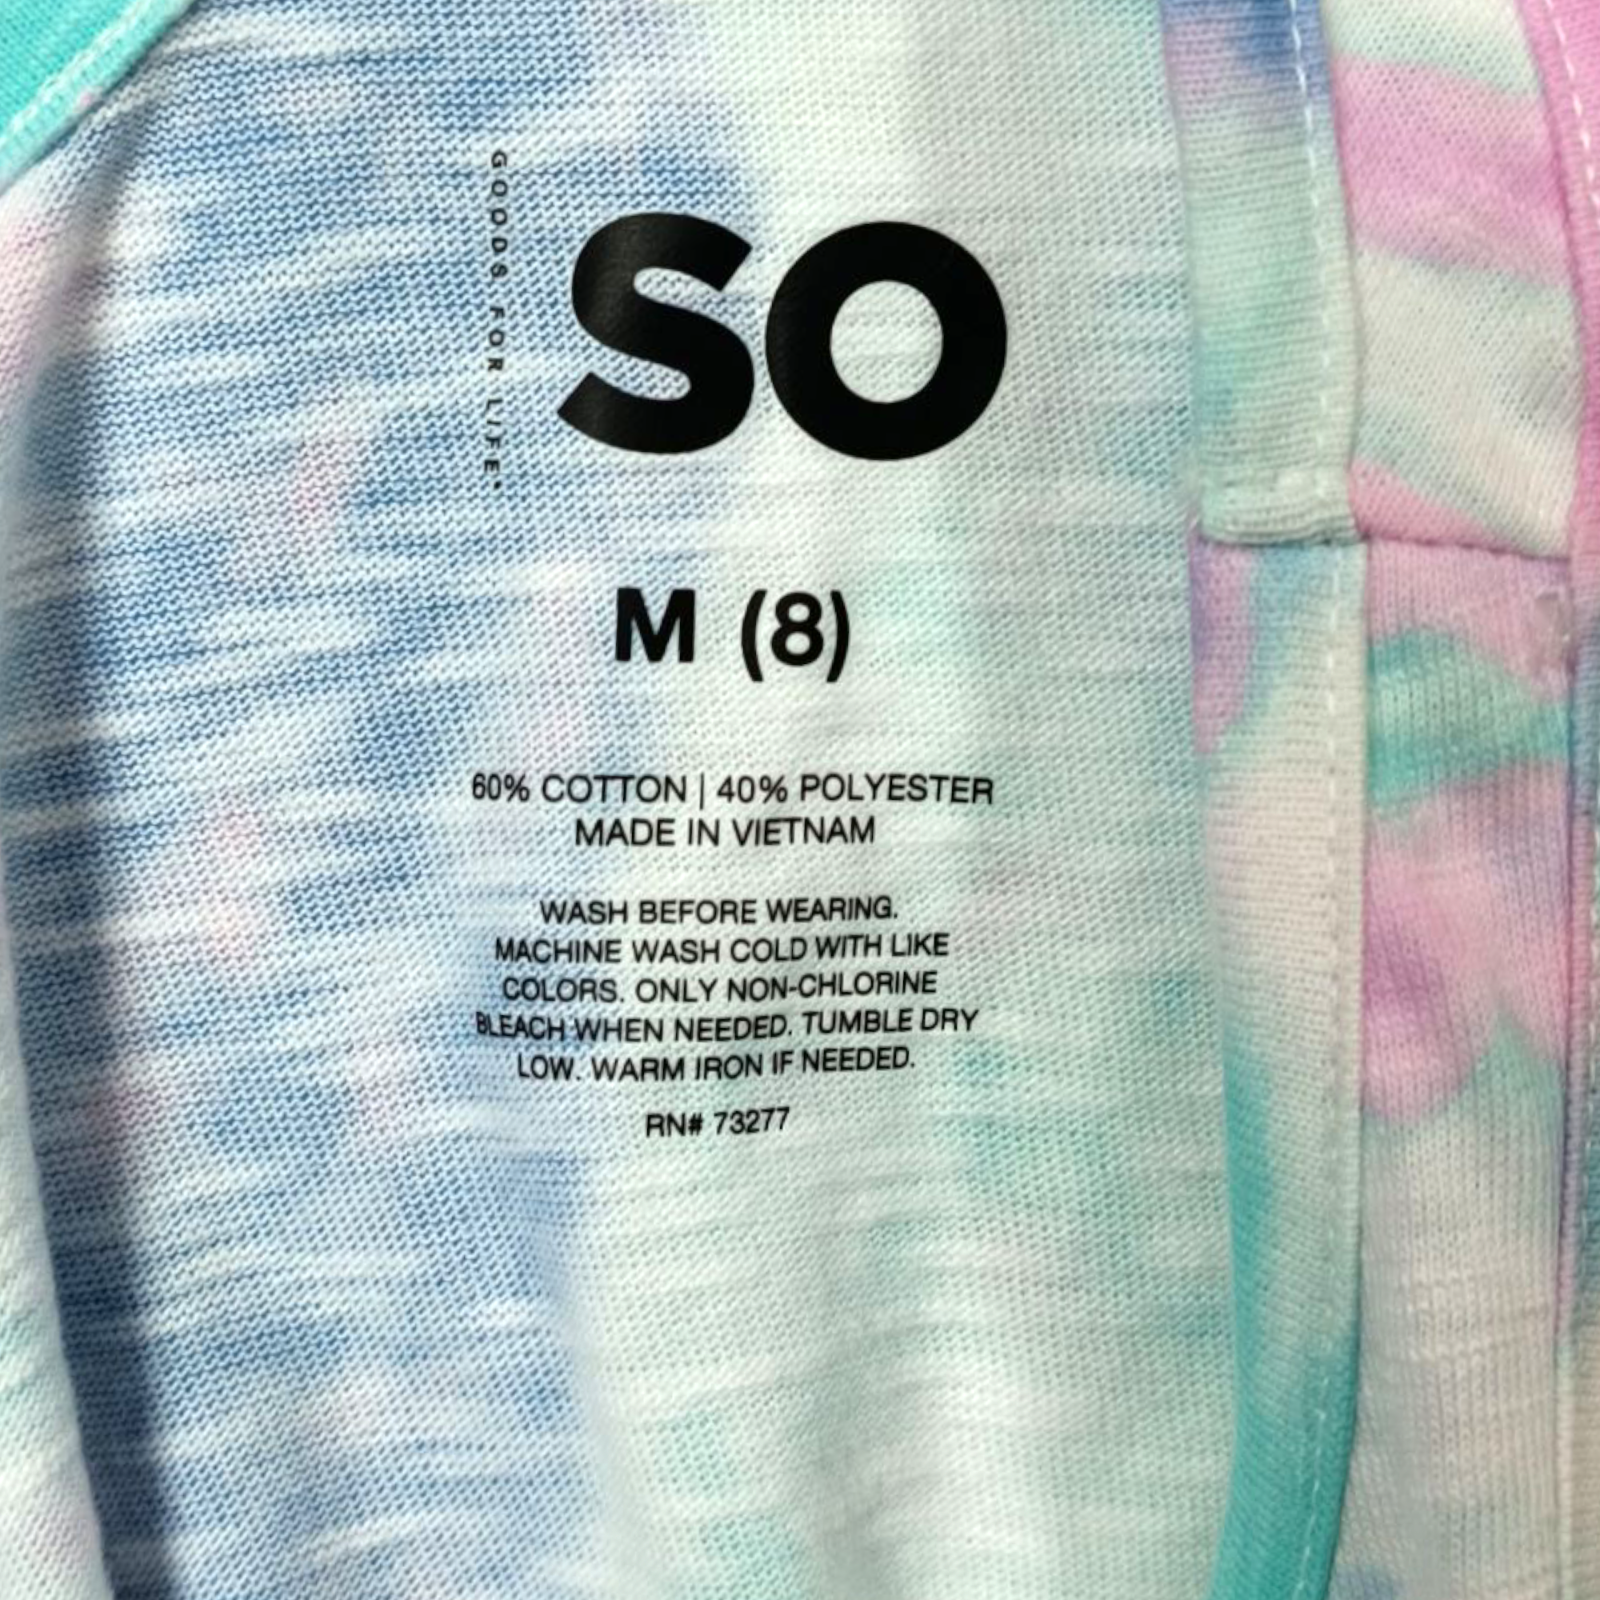 GOODS FOR LIFE.
SO
M (8)
60% COTTON | 40% POLYESTER
MADE IN VIETNAM
WASH BEFORE WEARING.
MACHINE WASH COLD WITH LIKE
COLORS. ONLY NON-CHLORINE
BLEACH WHEN NEEDED. TUMBLE DRY
LOW. WARM IRON IF NEEDED.
RN# 73277